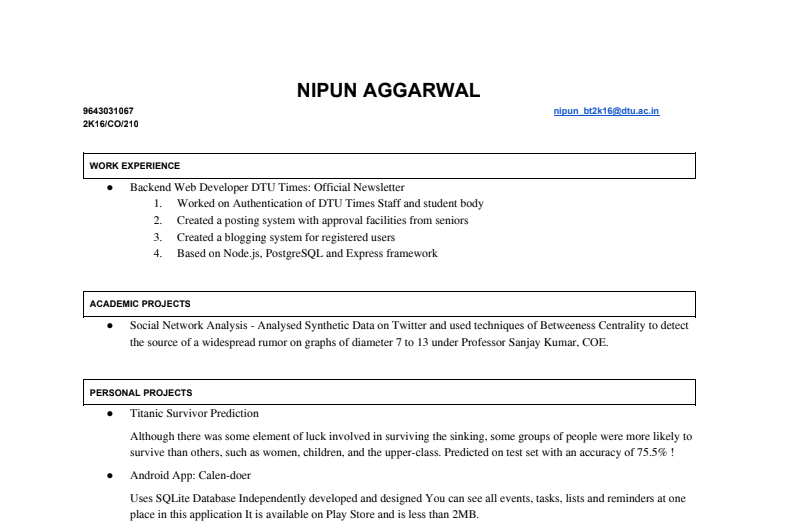 NIPUN AGGARWAL
9643031067
nipun_bt2k16@dtu.ac.in
2K16/CO/210
WORK EXPERIENCE
● Backend Web Developer DTU Times: Official Newsletter
1. Worked on Authentication of DTU Times Staff and student body
2. Created a posting system with approval facilities from seniors
3. Created a blogging system for registered users
4. Based on Node.js, PostgreSQL and Express framework
ACADEMIC PROJECTS
● Social Network Analysis - Analysed Synthetic Data on Twitter and used techniques of Betweeness Centrality to detect
the source of a widespread rumor on graphs of diameter 7 to 13 under Professor Sanjay Kumar, COE.
PERSONAL PROJECTS
● Titanic Survivor Prediction
Although there was some element of luck involved in surviving the sinking, some groups of people were more likely to
survive than others, such as women, children, and the upper-class. Predicted on test set with an accuracy of 75.5% !
● Android App: Calen-doer
Uses SQLite Database Independently developed and designed You can see all events, tasks, lists and reminders at one
place in this application It is available on Play Store and is less than 2MB.